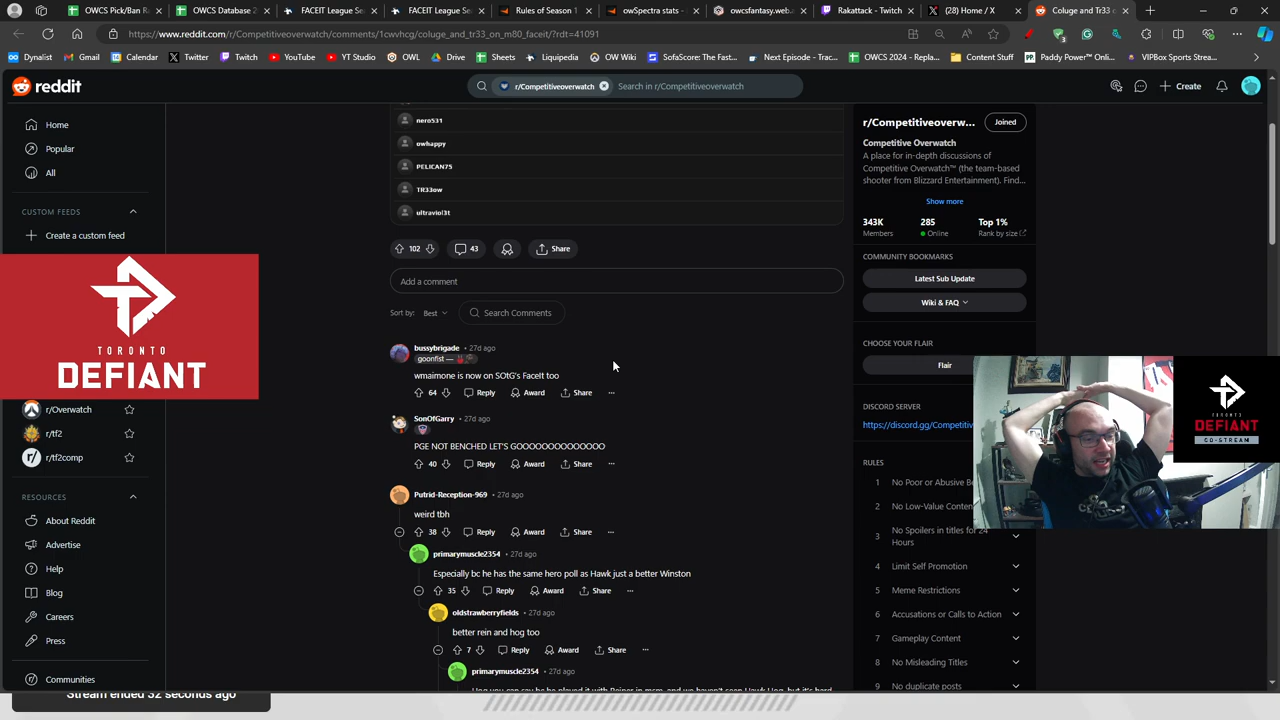 OWCS Pick/Ban Re
OWCS Database 2
FACEIT League Sea
FACEIT League Sea
Rules of Season 1
owSpectra stats -
owcsfantasy.web.a
Rakattack - Twitch
(28) Home / X
Coluge and Tr33 o
https://www.reddit.com/r/Competitiveoverwatch/comments/1cwvhcg/coluge_and_tr33_on_m80_faceit/?rdt=41091
Dynalist
Gmail
Calendar
Twitter
Twitch
YouTube
YT Studio
OWL
Drive
Sheets
Liquipedia
OW Wiki
SofaScore: The Fast...
Next Episode - Trac...
OWCS 2024 - Repla...
Content Stuff
Paddy Power™ Onli...
VIPBox Sports Strea...
reddit
r/Competitiveoverwatch
Search in r/Competitiveoverwatch
Create
Home
Popular
All
CUSTOM FEEDS
Create a custom feed
TORONTO
DEFIANT
r/Overwatch
r/tf2
r/tf2comp
RESOURCES
About Reddit
Advertise
Help
Blog
Careers
Press
Communities
Stream ended 32 seconds ago
nero531
owhappy
PELICAN75
TR33ow
ultraviol3t
102
43
Share
Add a comment
Sort by: Best
Search Comments
bussybrigade • 27d ago
goonfist —
wmaimone is now on SOtG's FaceIt too
64 Reply Award Share ...
SonOfGarry • 27d ago
PGE NOT BENCHED LET'S GOOOOOOOOOOOOOO
40 Reply Award Share ...
Putrid-Reception-969 • 27d ago
weird tbh
38 Reply Award Share ...
primarymuscle2354 • 27d ago
Especially bc he has the same hero poll as Hawk just a better Winston
35 Reply Award Share ...
oldstrawberryfields • 27d ago
better rein and hog too
7 Reply Award Share ...
primarymuscle2354 • 27d ago
r/Competitiveoverw...
Joined
Competitive Overwatch
A place for in-depth discussions of
Competitive Overwatch™ (the team-based
shooter from Blizzard Entertainment). Find...
Show more
343K
Members
285
Online
Top 1%
Rank by size
COMMUNITY BOOKMARKS
Latest Sub Update
Wiki & FAQ
CHOOSE YOUR FLAIR
Flair
DISCORD SERVER
https://discord.gg/Competitiv
RULES
1 No Poor or Abusive Be
2 No Low-Value Conten
3 No Spoilers in titles for 24
Hours
4 Limit Self Promotion
5 Meme Restrictions
6 Accusations or Calls to Action
7 Gameplay Content
8 No Misleading Titles
9 No duplicate posts
TORONTO
DEFIANT
CO-STREAM